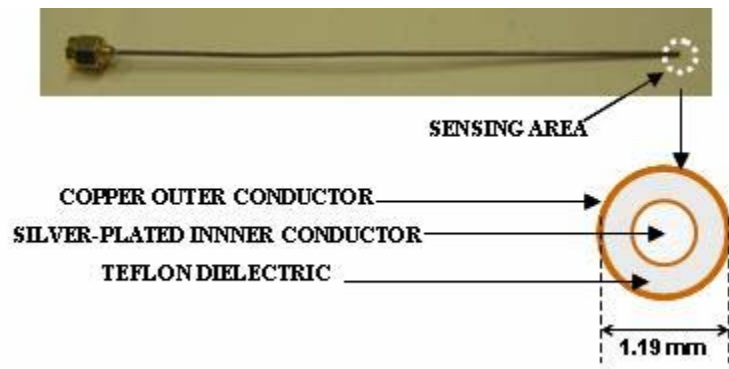 SENSING AREA
COPPER OUTER CONDUCTOR
SILVER-PLATED INNNER CONDUCTOR
TEFLON DIELECTRIC
1.19 mm